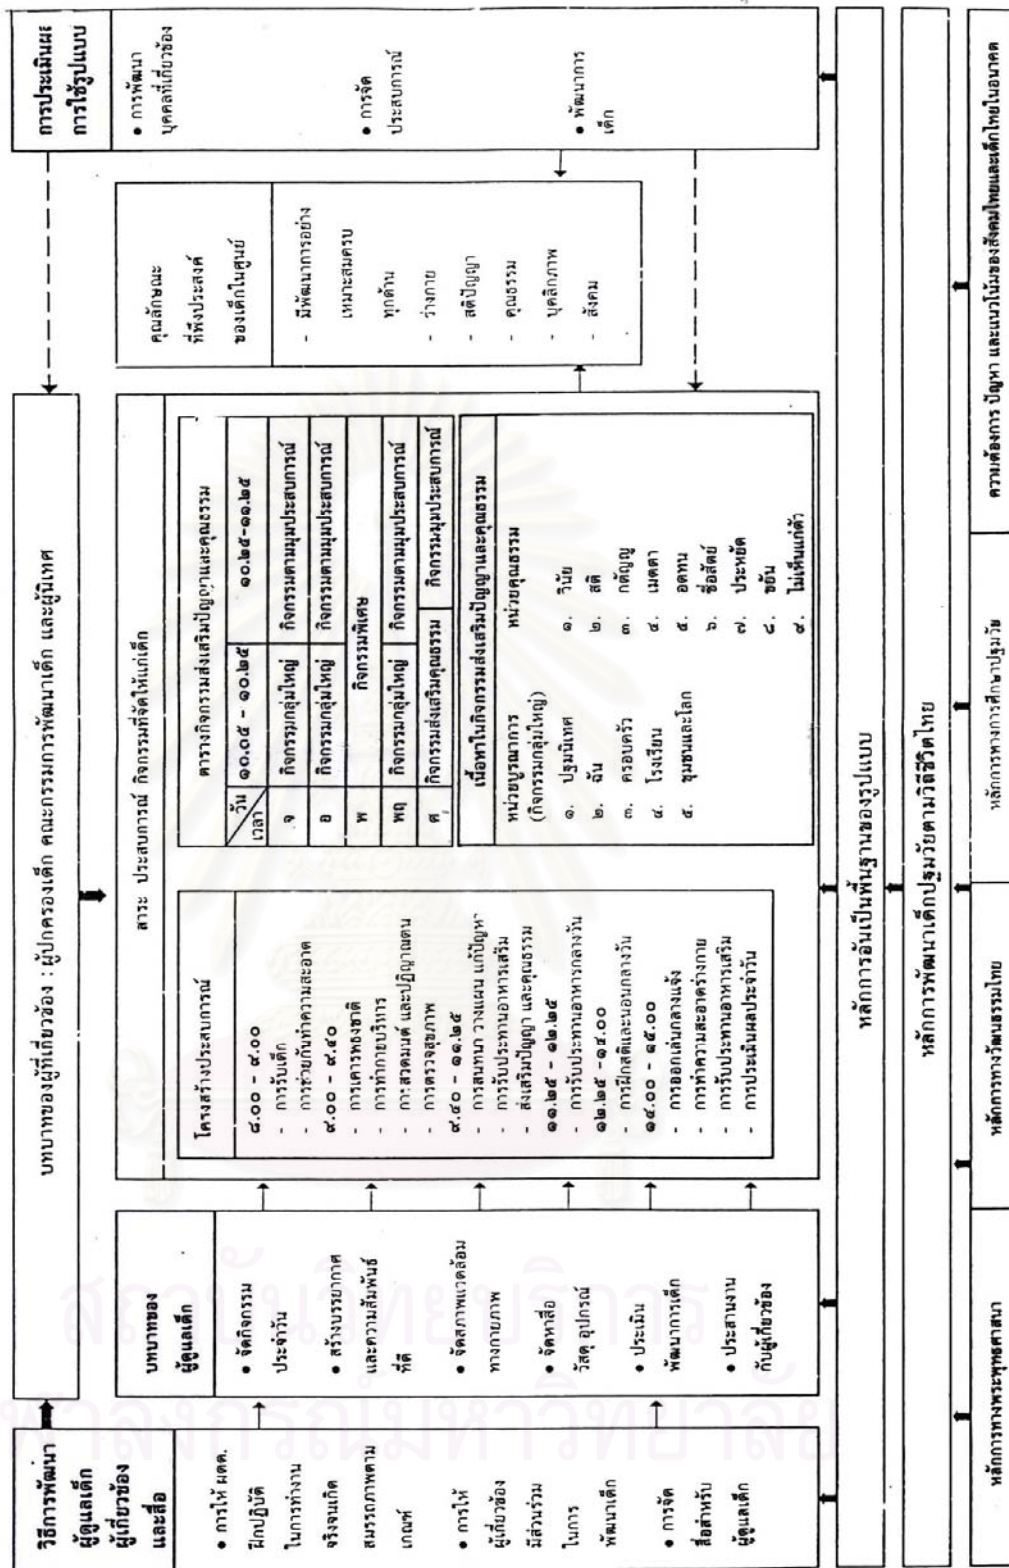 วิธีการพัฒนา
ผู้ดูแลเด็ก
ผู้เกี่ยวข้อง
และสื่อ
● การให้ ผดด.
ฝึกปฏิบัติ
ในการทำงาน
จริงจนเกิด
สมรรถภาพตาม
เกณฑ์
● การให้
ผู้เกี่ยวข้อง
มีส่วนร่วม
ในการ
พัฒนาเด็ก
● การจัด
สื่อสำหรับ
ผู้ดูแลเด็ก
บทบาทของผู้ที่เกี่ยวข้อง : ผู้ปกครองเด็ก คณะกรรมการพัฒนาเด็ก และผู้นิเทศ
บทบาทของ
ผู้ดูแลเด็ก
● จัดกิจกรรม
ประจำวัน
● สร้างบรรยากาศ
และความสัมพันธ์
ที่ดี
● จัดสภาพแวดล้อม
ทางกายภาพ
● จัดหาสื่อ
วัสดุ อุปกรณ์
● ประเมิน
พัฒนาการเด็ก
● ประสานงาน
กับผู้เกี่ยวข้อง
สาระ ประสบการณ์ กิจกรรมที่จัดให้แก่เด็ก
โครงสร้างประสบการณ์
๘.๐๐ - ๙.๐๐
- การรับเด็ก
- การช่วยกันทำความสะอาด
๙.๐๐ - ๙.๔๐
- การเคารพธงชาติ
- การทำกายบริหาร
- การสวดมนต์ และปฏิญาณตน
- การตรวจสุขภาพ
๙.๔๐ - ๑๑.๒๕
- การสนทนา วางแผน แก้ปัญหา
- การรับประทานอาหารเสริม
- ส่งเสริมปัญญา และคุณธรรม
๑๑.๒๕ - ๑๒.๒๕
- การรับประทานอาหารกลางวัน
๑๒.๒๕ - ๑๔.๐๐
- การฝึกสติและนอนกลางวัน
๑๔.๐๐ - ๑๕.๐๐
- การออกเล่นกลางแจ้ง
- การทำความสะอาดร่างกาย
- การรับประทานอาหารเสริม
- การประเมินผลประจำวัน
ตารางกิจกรรมส่งเสริมปัญญาและคุณธรรม
วัน เวลา ๑๐.๐๕ - ๑๐.๒๕ ๑๐.๒๕-๑๑.๒๕
จ กิจกรรมกลุ่มใหญ่ กิจกรรมตามมุมประสบการณ์
อ กิจกรรมกลุ่มใหญ่ กิจกรรมตามมุมประสบการณ์
พ กิจกรรมพิเศษ
พฤ กิจกรรมกลุ่มใหญ่ กิจกรรมตามมุมประสบการณ์
ศ กิจกรรมส่งเสริมคุณธรรม กิจกรรมมุมประสบการณ์
เนื้อหาในกิจกรรมส่งเสริมปัญญาและคุณธรรม
หน่วยบูรณาการ หน่วยคุณธรรม
(กิจกรรมกลุ่มใหญ่)
๑. ปฐมนิเทศ ๑. วินัย
๒. ฉัน ๒. สติ
๓. ครอบครัว ๓. กตัญญู
๔. โรงเรียน ๔. เมตตา
๕. ชุมชนและโลก ๕. อดทน
๖. ซื่อสัตย์
๗. ประหยัด
๘. ขยัน
๙. ไม่เห็นแก่ตัว
คุณลักษณะ
ที่พึงประสงค์
ของเด็กในศูนย์
- มีพัฒนาการอย่าง
เหมาะสมครบ
ทุกด้าน
- ร่างกาย
- สติปัญญา
- คุณธรรม
- บุคลิกภาพ
- สังคม
การประเมินผล
การใช้รูปแบบ
● การพัฒนา
บุคคลที่เกี่ยวข้อง
● การจัด
ประสบการณ์
● พัฒนาการ
เด็ก
หลักการอันเป็นพื้นฐานของรูปแบบ
หลักการพัฒนาเด็กปฐมวัยตามวิถีชีวิตไทย
หลักการทางพระพุทธศาสนา
หลักการทางวัฒนธรรมไทย
หลักการทางการศึกษาปฐมวัย
ความต้องการ ปัญหา และแนวโน้มของสังคมไทยและเด็กไทยในอนาคต
สถาบันวิทยบริการ
จุฬาลงกรณ์มหาวิทยาลัย